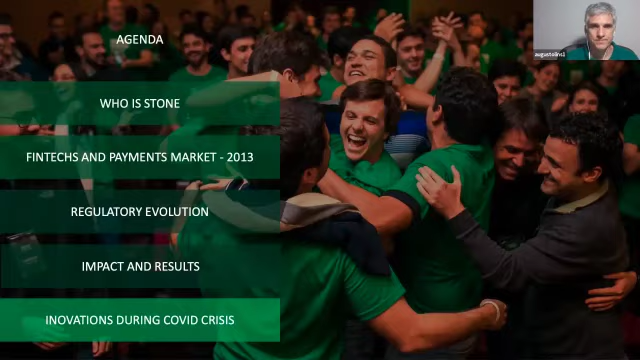 AGENDA
augustolins1
WHO IS STONE
FINTECHS AND PAYMENTS MARKET - 2013
REGULATORY EVOLUTION
IMPACT AND RESULTS
INOVATIONS DURING COVID CRISIS